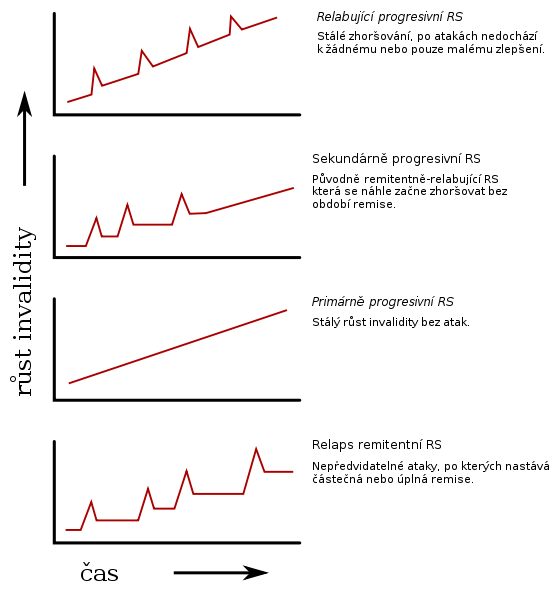 Relabující progresivní RS
Stálé zhoršování, po atakách nedochází
k žádnému nebo pouze malému zlepšení.
Sekundárně progresivní RS
Původně remitentně-relabující RS
která se náhle začne zhoršovat bez
období remise.
růst invalidity
Primárně progresivní RS
Stálý růst invalidity bez atak.
Relaps remitentní RS
Nepředvidatelné ataky, po kterých nastává
částečná nebo úplná remise.
čas